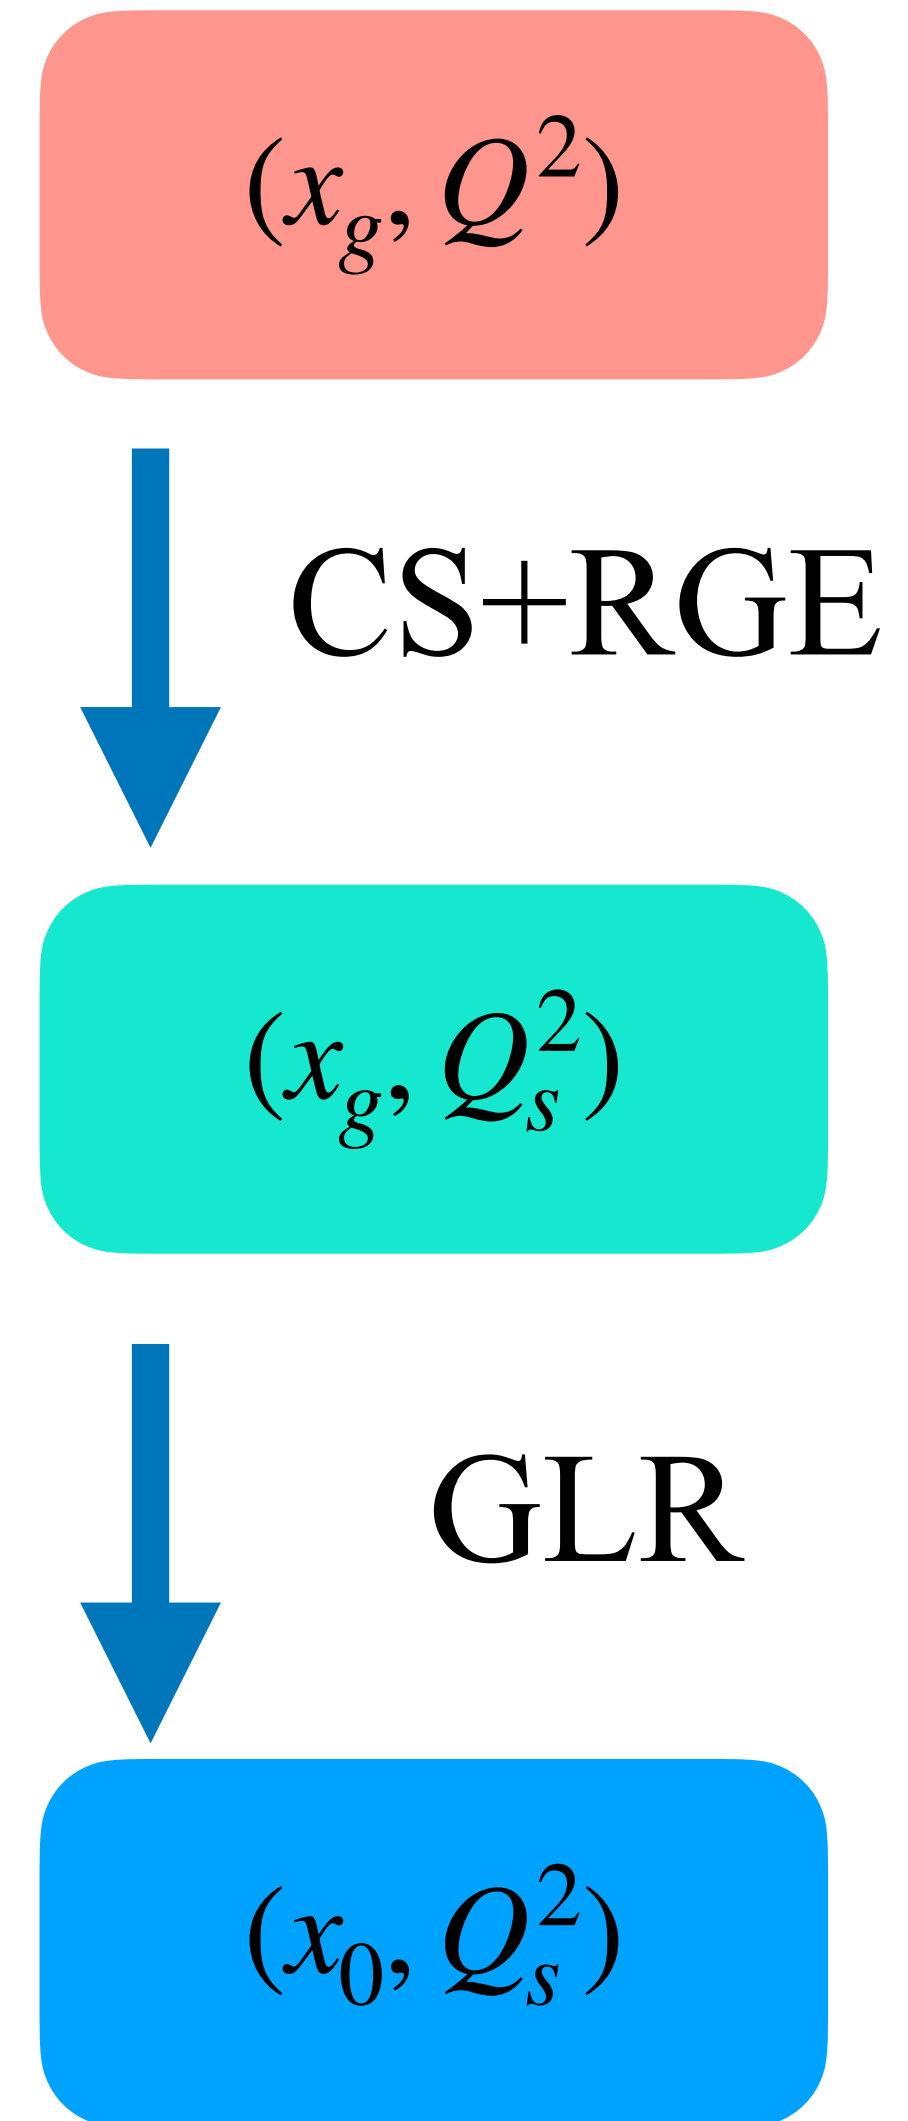 (x_g, Q^2)
CS+RGE
(x_g, Q_s^2)
GLR
(x_0, Q_s^2)